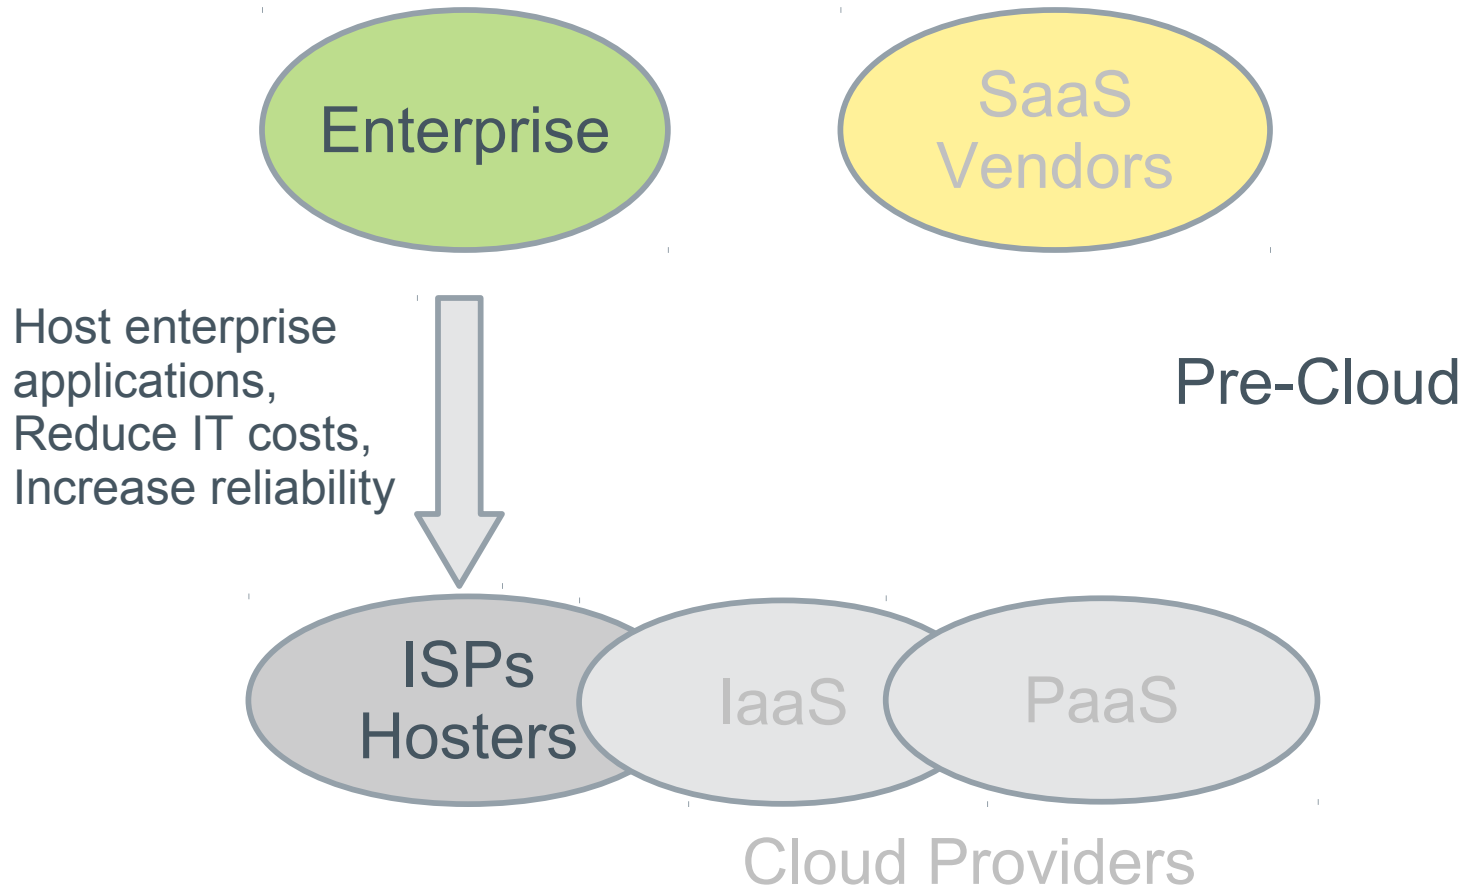 Enterprise
SaaS
Vendors
Host enterprise
applications,
Reduce IT costs,
Increase reliability
Pre-Cloud
ISPs
Hosters
IaaS
PaaS
Cloud Providers